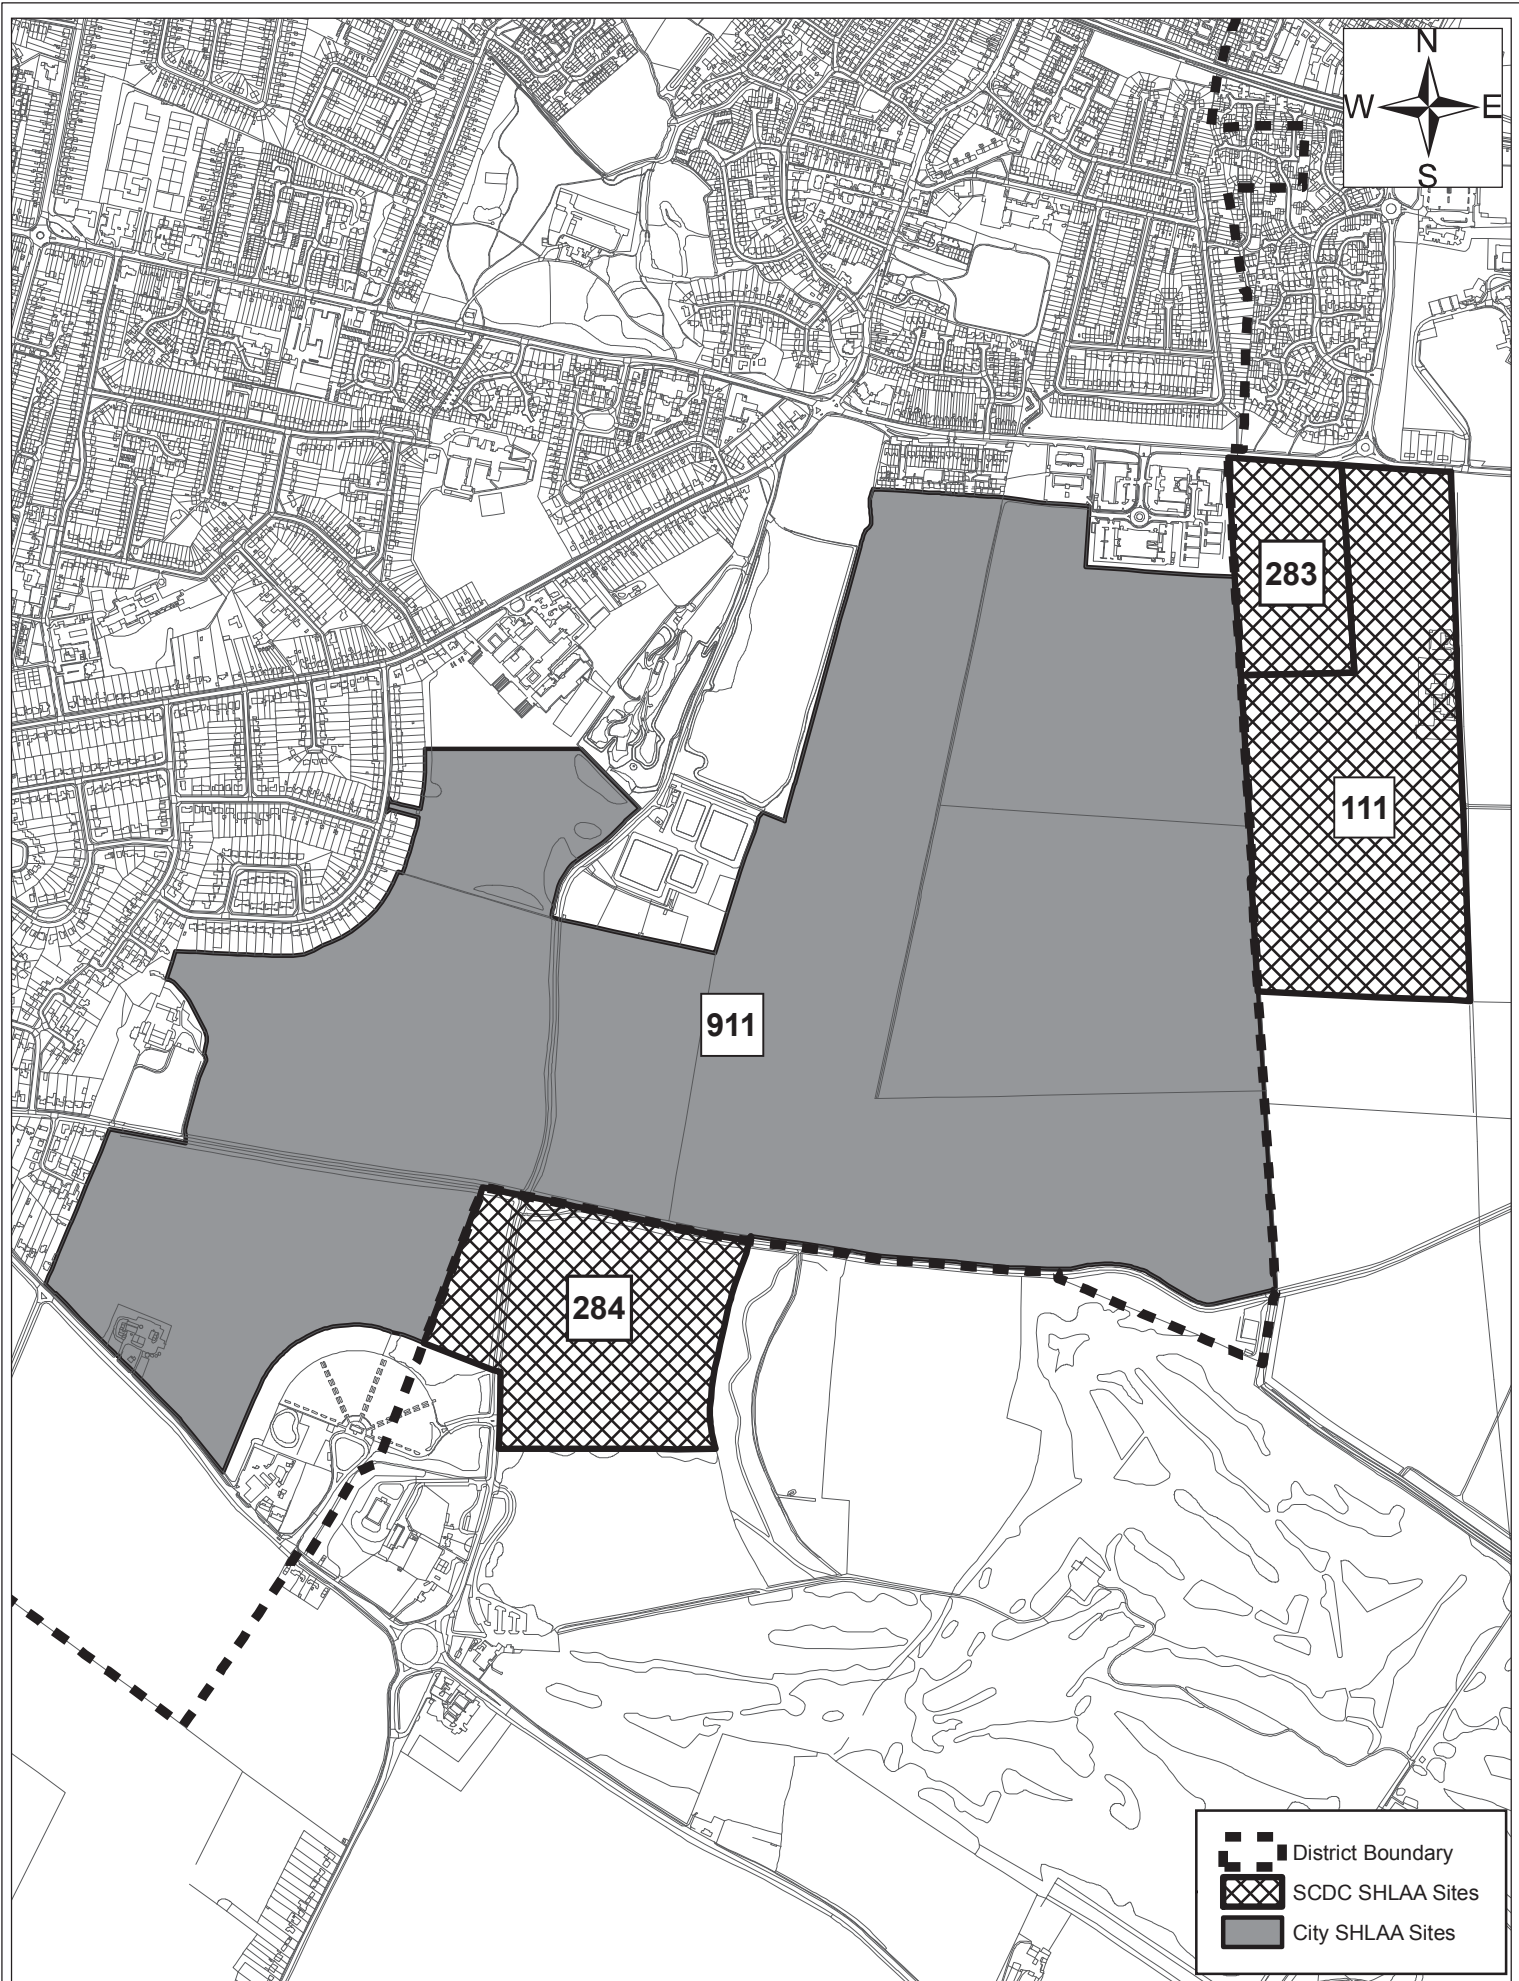 N
W E
S
283
111
911
284
District Boundary
SCDC SHLAA Sites
City SHLAA Sites